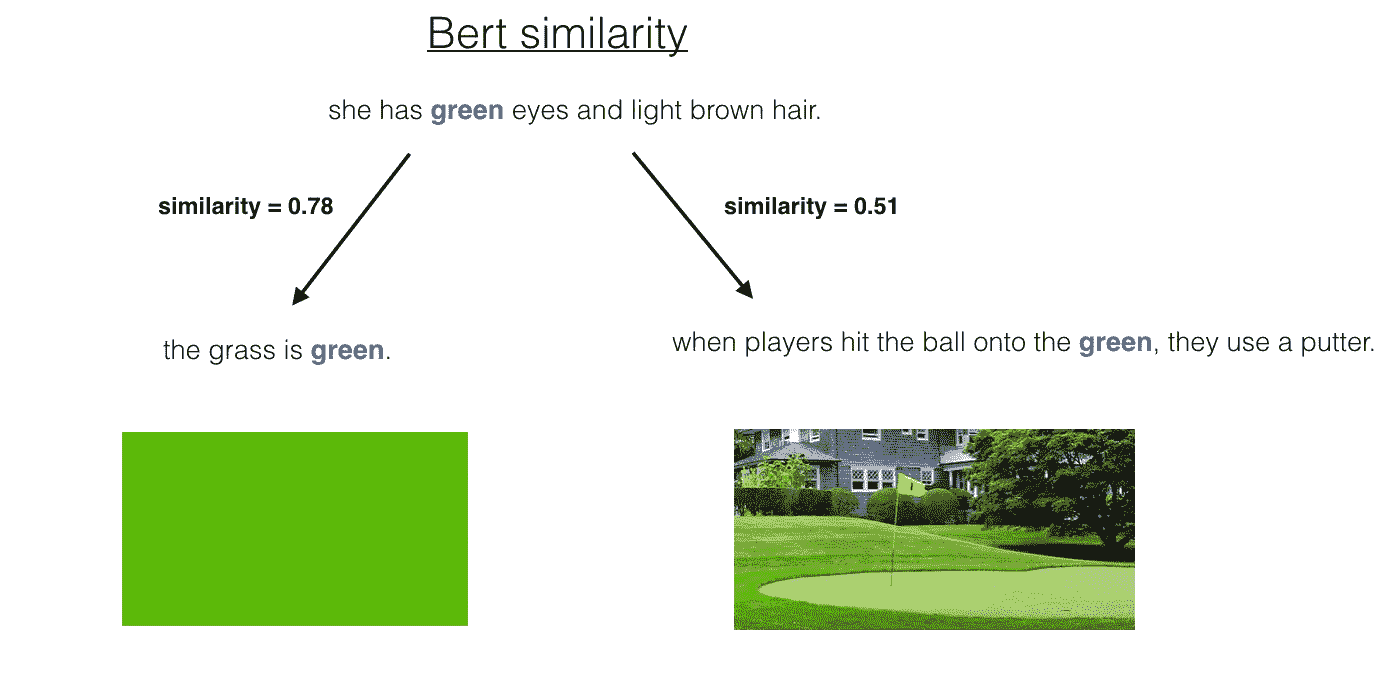 Bert similarity
she has green eyes and light brown hair.
similarity = 0.78
similarity = 0.51
the grass is green.
when players hit the ball onto the green, they use a putter.